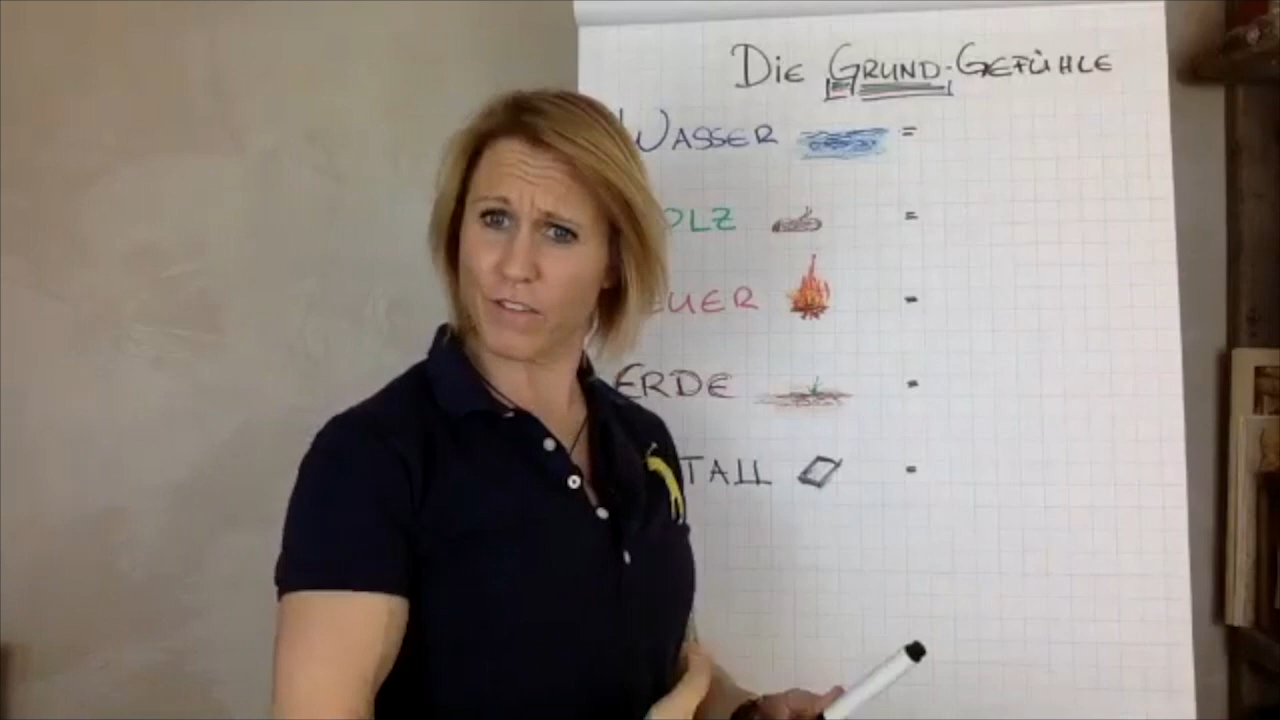 DIE GRUND-GEFÜHLE
WASSER =
OLZ =
EUER =
ERDE =
TALL =